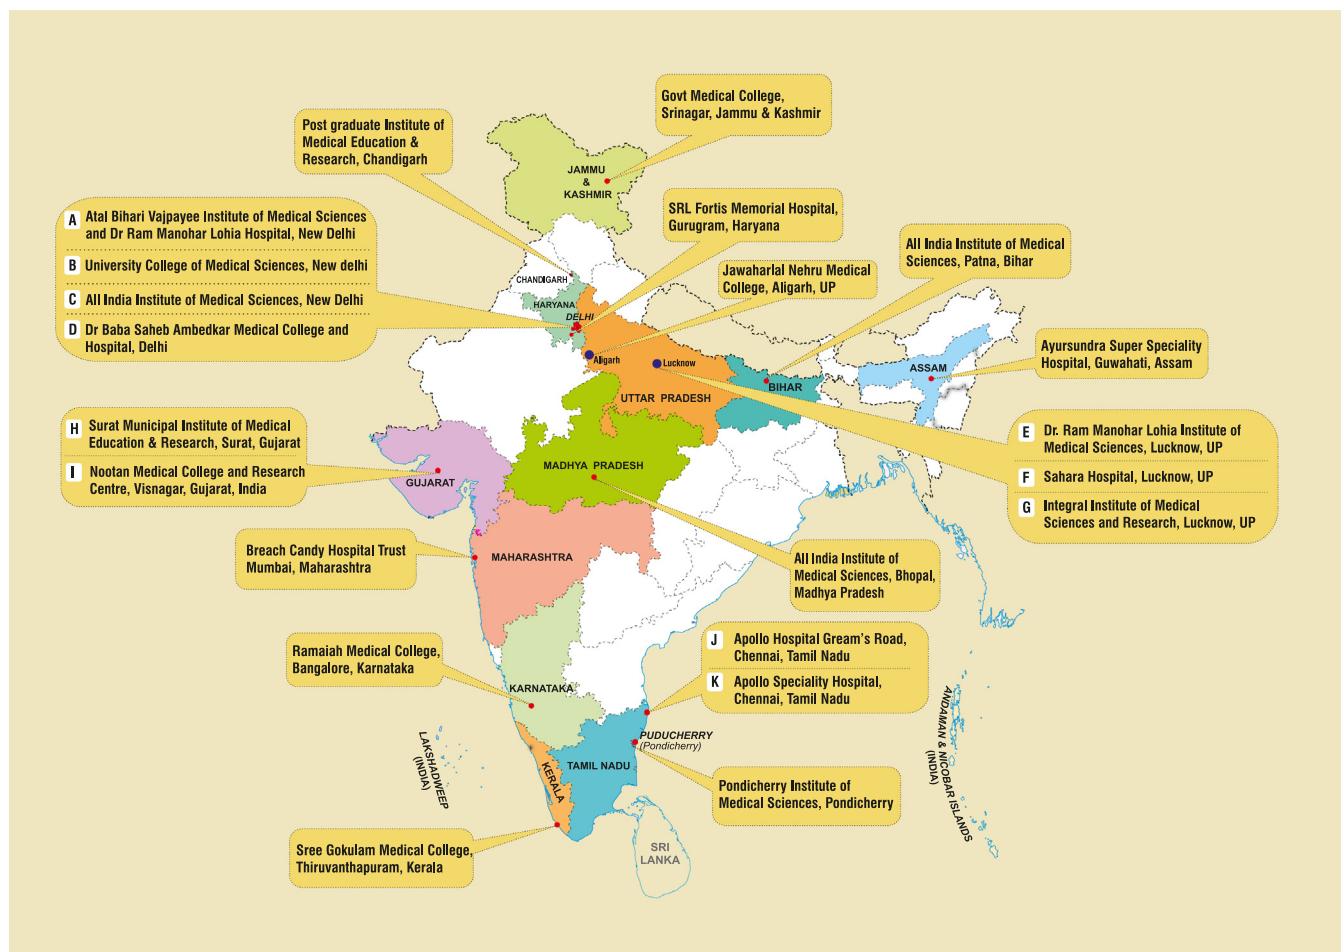 Govt Medical College,
Srinagar, Jammu & Kashmir
Post graduate Institute of
Medical Education &
Research, Chandigarh
JAMMU
&
KASHMIR
A Atal Bihari Vajpayee Institute of Medical Sciences
and Dr Ram Manohar Lohia Hospital, New Delhi
B University College of Medical Sciences, New delhi
C All India Institute of Medical Sciences, New Delhi
D Dr Baba Saheb Ambedkar Medical College and
Hospital, Delhi
SRL Fortis Memorial Hospital,
Gurugram, Haryana
All India Institute of Medical
Sciences, Patna, Bihar
Jawaharlal Nehru Medical
College, Aligarh, UP
CHANDIGARH
HARYANA
DELHI
Aligarh
Lucknow
UTTAR PRADESH
BIHAR
ASSAM
Ayursundra Super Speciality
Hospital, Guwahati, Assam
H Surat Municipal Institute of Medical
Education & Research, Surat, Gujarat
I Nootan Medical College and Research
Centre, Visnagar, Gujarat, India
E Dr. Ram Manohar Lohia Institute of
Medical Sciences, Lucknow, UP
F Sahara Hospital, Lucknow, UP
G Integral Institute of Medical
Sciences and Research, Lucknow, UP
GUJARAT
MADHYA PRADESH
Breach Candy Hospital Trust
Mumbai, Maharashtra
MAHARASHTRA
All India Institute of
Medical Sciences, Bhopal,
Madhya Pradesh
Ramaiah Medical College,
Bangalore, Karnataka
KARNATAKA
J Apollo Hospital Gream's Road,
Chennai, Tamil Nadu
K Apollo Speciality Hospital,
Chennai, Tamil Nadu
PUDUCHERRY
(Pondicherry)
LAKSHADWEEP
(INDIA)
ANDAMAN & NICOBAR ISLANDS
(INDIA)
KERALA
TAMIL NADU
Pondicherry Institute of
Medical Sciences, Pondicherry
Sree Gokulam Medical College,
Thiruvanthapuram, Kerala
SRI
LANKA